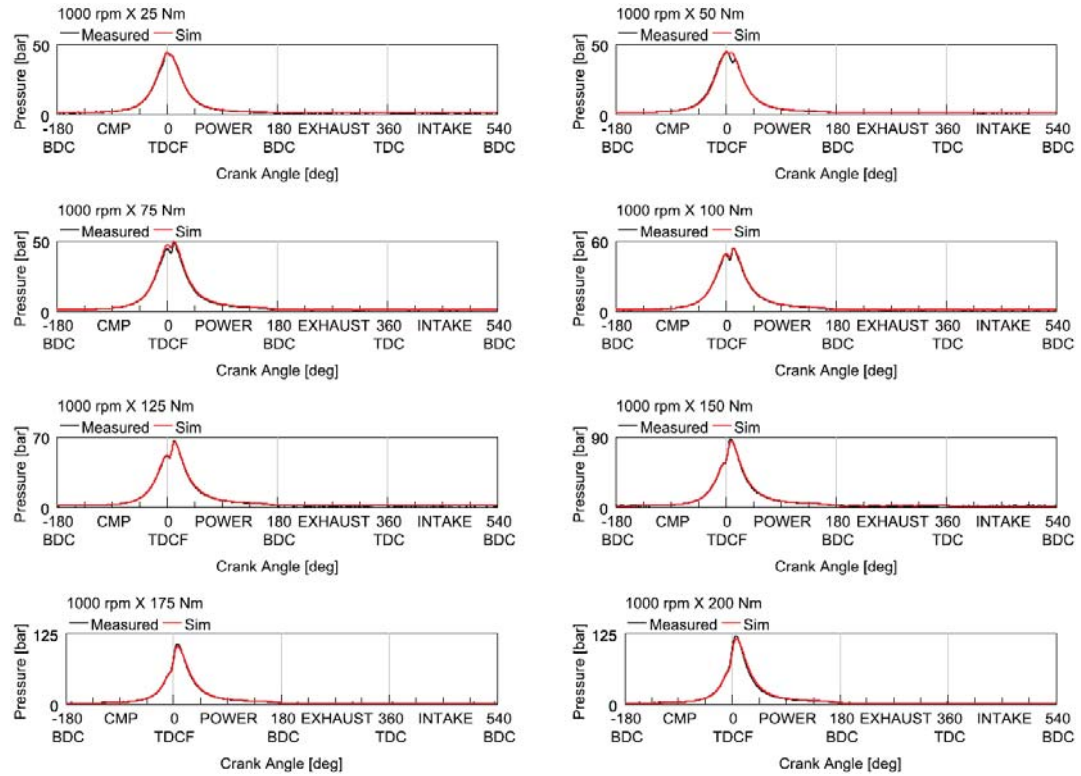 1000 rpm X 25 Nm
Measured Sim
Pressure [bar]
50
0
-180 CMP 0 POWER 180 EXHAUST 360 INTAKE 540
BDC TDCF BDC TDC BDC
Crank Angle [deg]
1000 rpm X 50 Nm
Measured Sim
Pressure [bar]
50
0
-180 CMP 0 POWER 180 EXHAUST 360 INTAKE 540
BDC TDCF BDC TDC BDC
Crank Angle [deg]
1000 rpm X 75 Nm
Measured Sim
Pressure [bar]
50
0
-180 CMP 0 POWER 180 EXHAUST 360 INTAKE 540
BDC TDCF BDC TDC BDC
Crank Angle [deg]
1000 rpm X 100 Nm
Measured Sim
Pressure [bar]
60
0
-180 CMP 0 POWER 180 EXHAUST 360 INTAKE 540
BDC TDCF BDC TDC BDC
Crank Angle [deg]
1000 rpm X 125 Nm
Measured Sim
Pressure [bar]
70
0
-180 CMP 0 POWER 180 EXHAUST 360 INTAKE 540
BDC TDCF BDC TDC BDC
Crank Angle [deg]
1000 rpm X 150 Nm
Measured Sim
Pressure [bar]
90
0
-180 CMP 0 POWER 180 EXHAUST 360 INTAKE 540
BDC TDCF BDC TDC BDC
Crank Angle [deg]
1000 rpm X 175 Nm
Measured Sim
Pressure [bar]
125
0
-180 CMP 0 POWER 180 EXHAUST 360 INTAKE 540
BDC TDCF BDC TDC BDC
Crank Angle [deg]
1000 rpm X 200 Nm
Measured Sim
Pressure [bar]
125
0
-180 CMP 0 POWER 180 EXHAUST 360 INTAKE 540
BDC TDCF BDC TDC BDC
Crank Angle [deg]